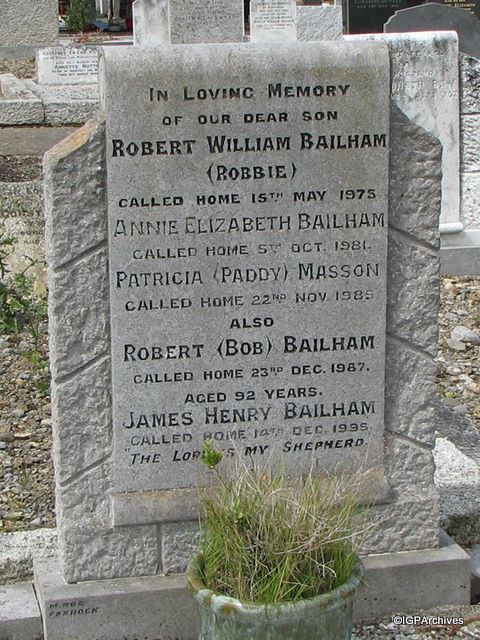 IN LOVING MEMORY
OF OUR DEAR SON
ROBERT WILLIAM BAILHAM
(ROBBIE)
CALLED HOME 15TH MAY 1975
ANNIE ELIZABETH BAILHAM
CALLED HOME 5TH OCT. 1981.
PATRICIA (PADDY) MASSON
CALLED HOME 22ND NOV. 1985
ALSO
ROBERT (BOB) BAILHAM
CALLED HOME 23RD DEC. 1987.
AGED 92 YEARS.
JAMES HENRY BAILHAM
CALLED HOME 14TH DEC. 1995
"THE LORD IS MY SHEPHERD"
M. ROE
FOXROCK
©IGPArchives